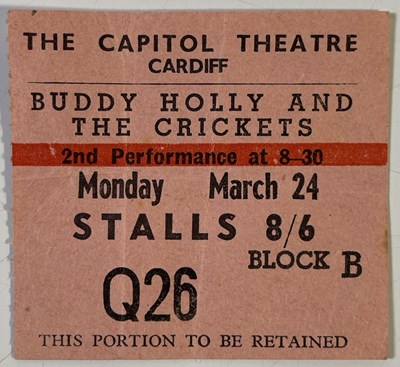 THE CAPITOL THEATRE
CARDIFF
BUDDY HOLLY AND
THE CRICKETS
2nd Performance at 8–30
Monday March 24
STALLS 8/6
BLOCK B
Q26
THIS PORTION TO BE RETAINED